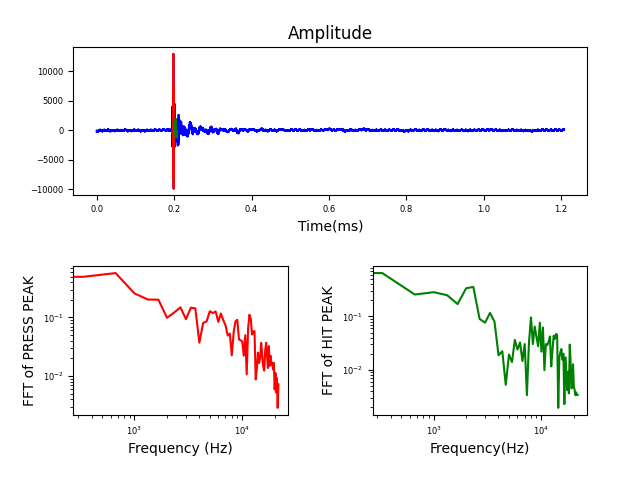 Amplitude
10000
5000
0
−5000
−10000
0.0 0.2 0.4 0.6 0.8 1.0 1.2
Time(ms)
FFT of PRESS PEAK
10⁻¹
10⁻²
10³ 10⁴
Frequency (Hz)
FFT of HIT PEAK
10⁻¹
10⁻²
10³ 10⁴
Frequency(Hz)